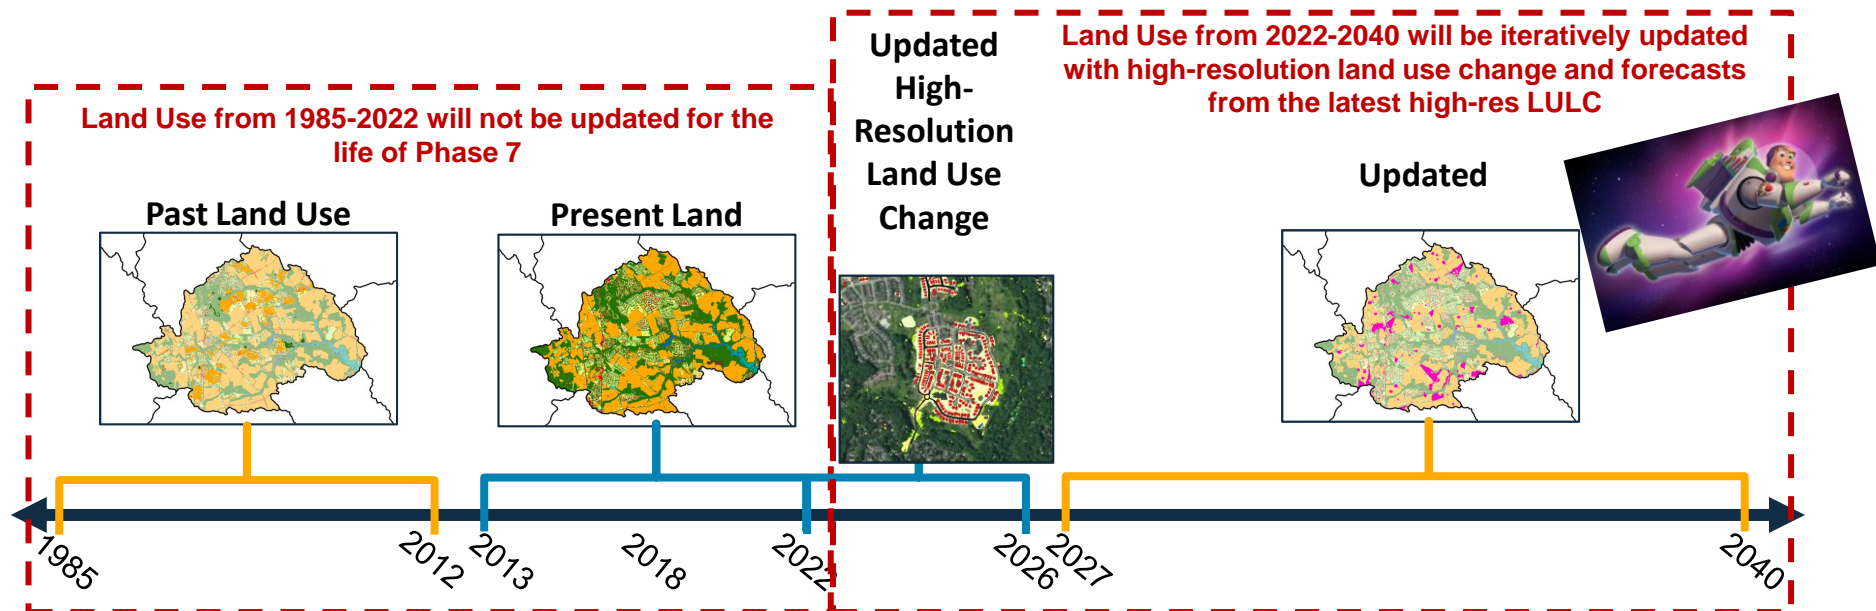 Land Use from 1985-2022 will not be updated for the
life of Phase 7
Past Land Use
Present Land
Updated
High-
Resolution
Land Use
Change
Land Use from 2022-2040 will be iteratively updated
with high-resolution land use change and forecasts
from the latest high-res LULC
Updated
1985
2012
2013
2018
2022
2026
2027
2040